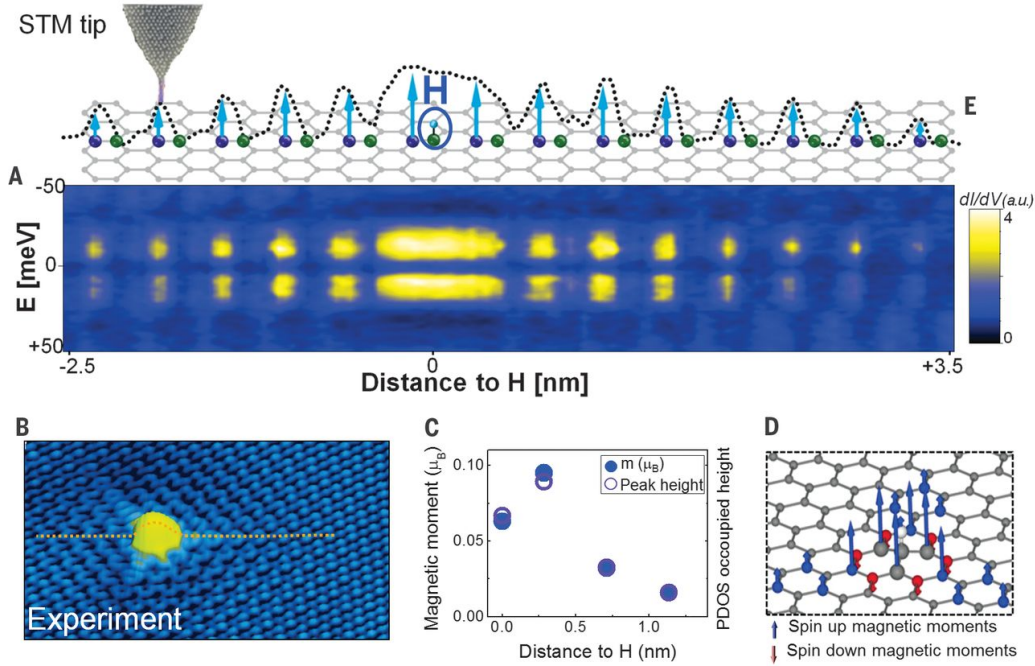 STM tip
H
E
A
-50
0
+50
E [meV]
dI/dV(a.u.)
4
0
-2.5
0
+3.5
Distance to H [nm]
B
Experiment
C
Magnetic moment (μB)
0.10
0.05
0.00
m (μB)
Peak height
PDOS occupied height
0.0
0.5
1.0
Distance to H (nm)
D
Spin up magnetic moments
Spin down magnetic moments